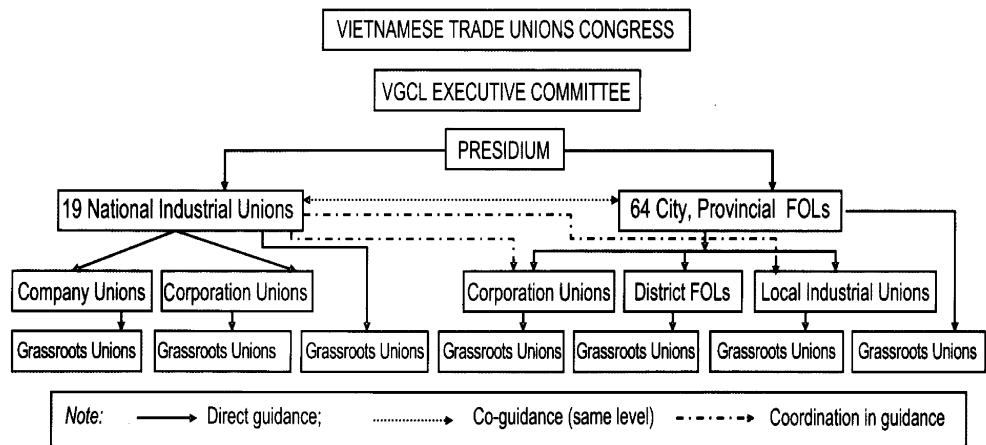 VIETNAMESE TRADE UNIONS CONGRESS
VGCL EXECUTIVE COMMITTEE
PRESIDIUM
19 National Industrial Unions
64 City, Provincial FOLs
Company Unions
Corporation Unions
Corporation Unions
District FOLs
Local Industrial Unions
Grassroots Unions
Grassroots Unions
Grassroots Unions
Grassroots Unions
Grassroots Unions
Grassroots Unions
Grassroots Unions
Note: Direct guidance; Co-guidance (same level) Coordination in guidance